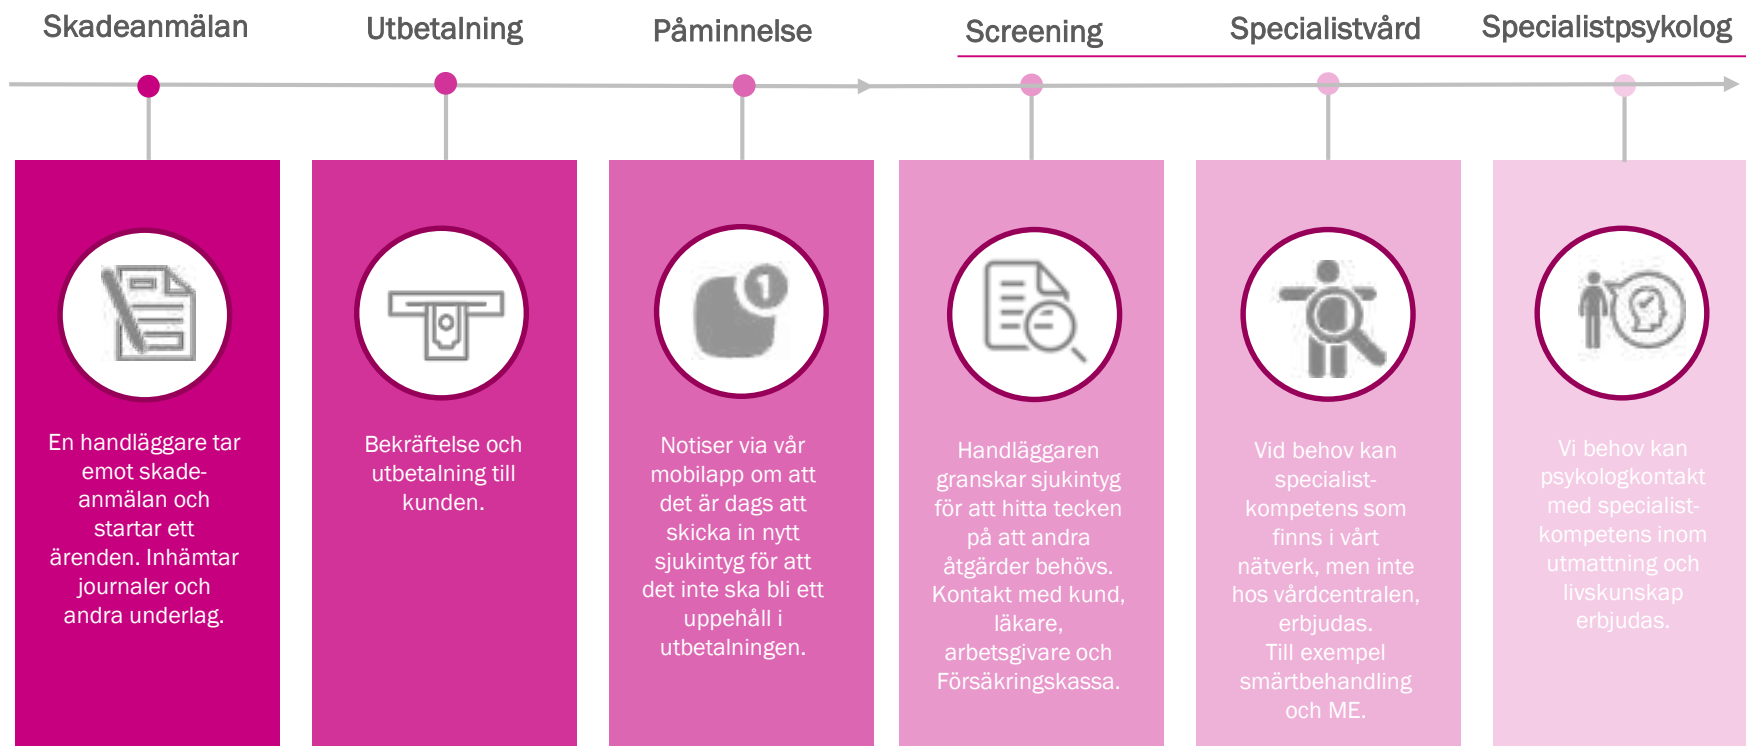 Skadeanmälan
Utbetalning
Påminnelse
Screening
Specialistvård
Specialistpsykolog
En handläggare tar
emot skade-
anmälan och
startar ett
ärenden. Inhämtar
journaler och
andra underlag.
Bekräftelse och
utbetalning till
kunden.
1
Notiser via vår
mobilapp om att
det är dags att
skicka in nytt
sjukintyg för att
det inte ska bli ett
uppehåll i
utbetalningen.
Handläggaren
granskar sjukintyg
för att hitta tecken
på att andra
åtgärder behövs.
Kontakt med kund,
läkare,
arbetsgivare och
Försäkringskassa.
Vid behov kan
specialist-
kompetens som
finns i vårt
nätverk, men inte
hos vårdcentralen,
erbjudas.
Till exempel
smärtbehandling
och ME.
Vi behov kan
psykologkontakt
med specialist-
kompetens inom
utmattning och
livskunskap
erbjudas.